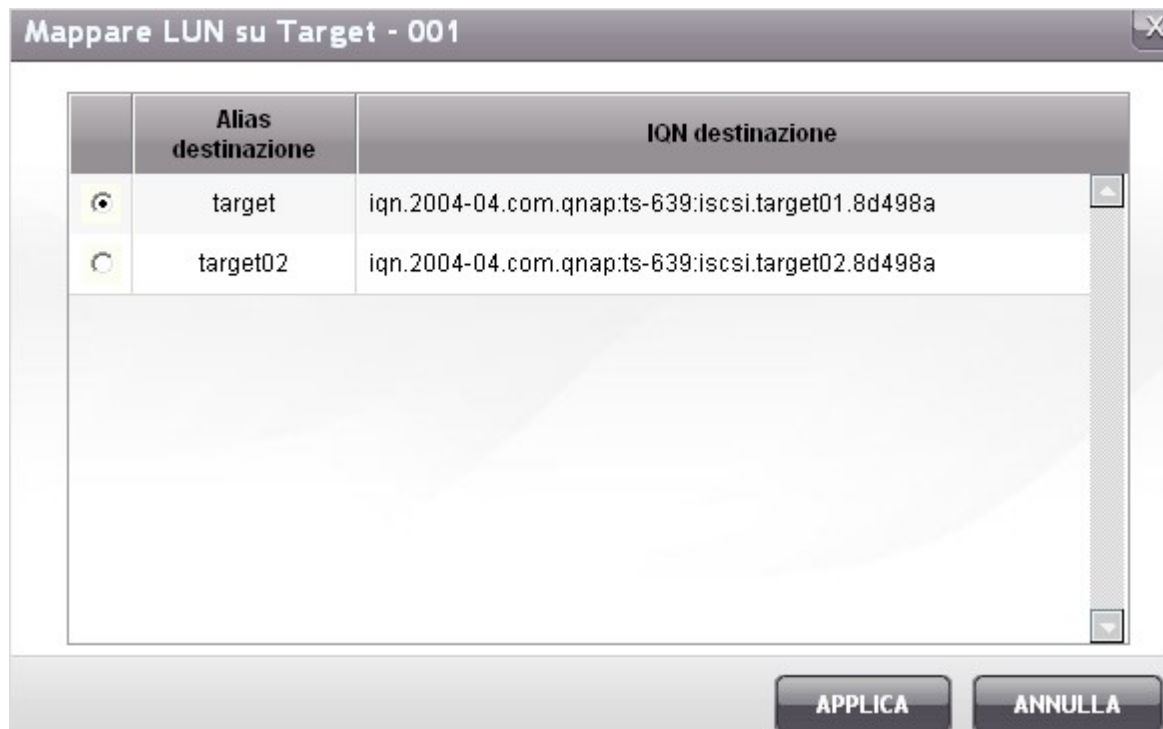 Mappare LUN su Target - 001
X
Alias destinazione
IQN destinazione
target
iqn.2004-04.com.qnap:ts-639:iscsi.target01.8d498a
target02
iqn.2004-04.com.qnap:ts-639:iscsi.target02.8d498a
APPLICA
ANNULLA